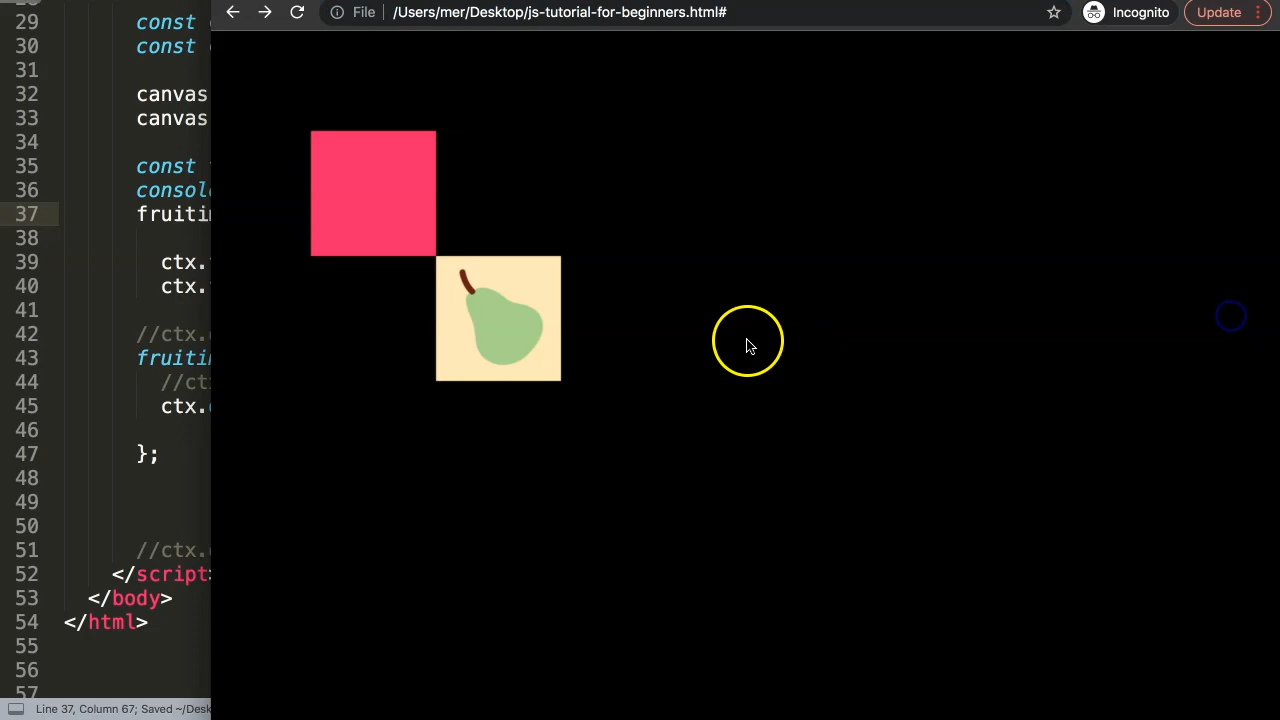 File /Users/mer/Desktop/js-tutorial-for-beginners.html# Incognito Update
29 const
30 const
31
32 canvas
33 canvas
34
35 const
36 consol
37 fruitin
38
39 ctx.
40 ctx.
41
42 //ctx.
43 fruitin
44 //ct
45 ctx.
46
47 };
48
49
50
51 //ctx.
52 </script>
53 </body>
54 </html>
55
56
57
Line 37, Column 67; Saved ~/Desk